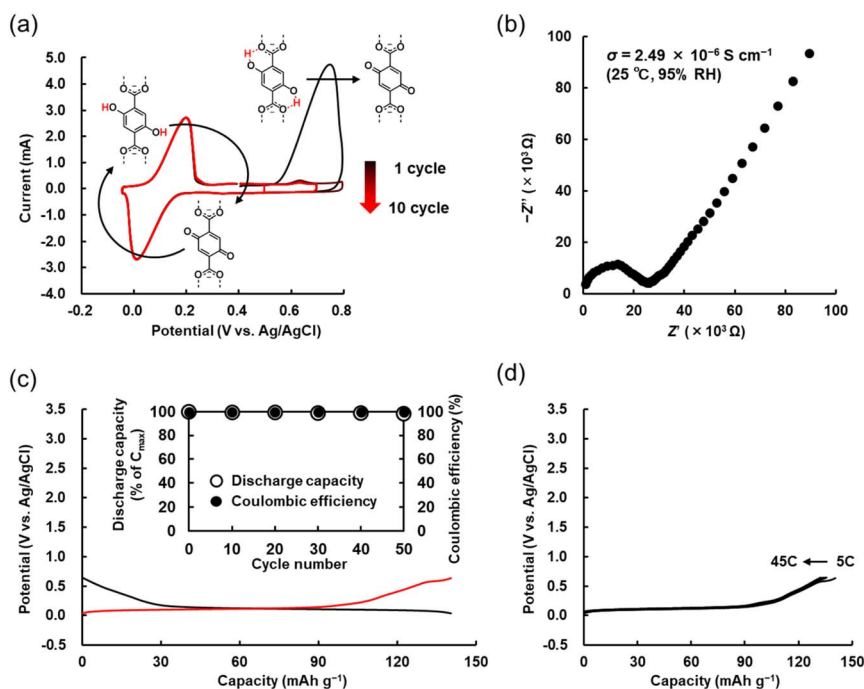 (a)
5.0
4.0
3.0
2.0
1.0
0.0
-1.0
-2.0
-3.0
-4.0
Current (mA)
-0.2
0.0
0.2
0.4
0.6
0.8
Potential (V vs. Ag/AgCl)
O O
HO
OH
O O
O O
H
O
O
H
O O
O O
O
O
O O
O O
O
O
O O
1 cycle
10 cycle
(b)
σ = 2.49 × 10⁻⁶ S cm⁻¹
(25 °C, 95% RH)
100
80
60
40
20
0
−Z'' (× 10³ Ω)
0
20
40
60
80
100
Z' (× 10³ Ω)
(c)
3.5
3.0
2.5
2.0
1.5
1.0
0.5
0.0
-0.5
Potential (V vs. Ag/AgCl)
0
30
60
90
120
150
Capacity (mAh g⁻¹)
Discharge capacity
(% of Cmax)
100
80
60
40
20
0
Discharge capacity
Coulombic efficiency
100
80
60
40
20
0
Coulombic efficiency (%)
0
10
20
30
40
50
Cycle number
(d)
3.5
3.0
2.5
2.0
1.5
1.0
0.5
0.0
-0.5
Potential (V vs. Ag/AgCl)
45C
5C
0
30
60
90
120
150
Capacity (mAh g⁻¹)